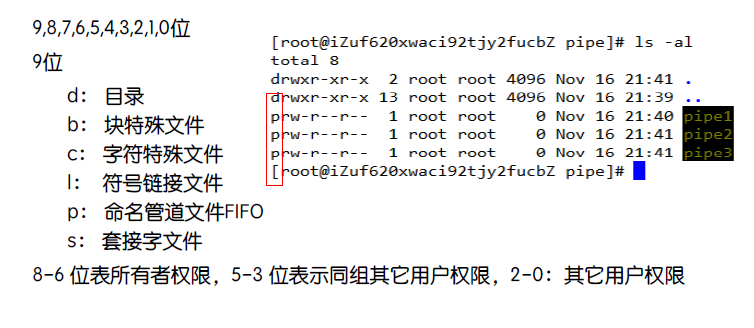 9,8,7,6,5,4,3,2,1,0位
9位
d： 目录
b： 块特殊文件
c： 字符特殊文件
l： 符号链接文件
p： 命名管道文件FIFO
s： 套接字文件
[root@iZuf620xwaci92tjy2fucbZ pipe]# ls -al
total 8
drwxr-xr-x 2 root root 4096 Nov 16 21:41 .
drwxr-xr-x 13 root root 4096 Nov 16 21:39 ..
prw-r--r-- 1 root root 0 Nov 16 21:40 pipe1
prw-r--r-- 1 root root 0 Nov 16 21:41 pipe2
prw-r--r-- 1 root root 0 Nov 16 21:41 pipe3
[root@iZuf620xwaci92tjy2fucbZ pipe]#
8-6 位表所有者权限，5-3 位表示同组其它用户权限，2-0：其它用户权限